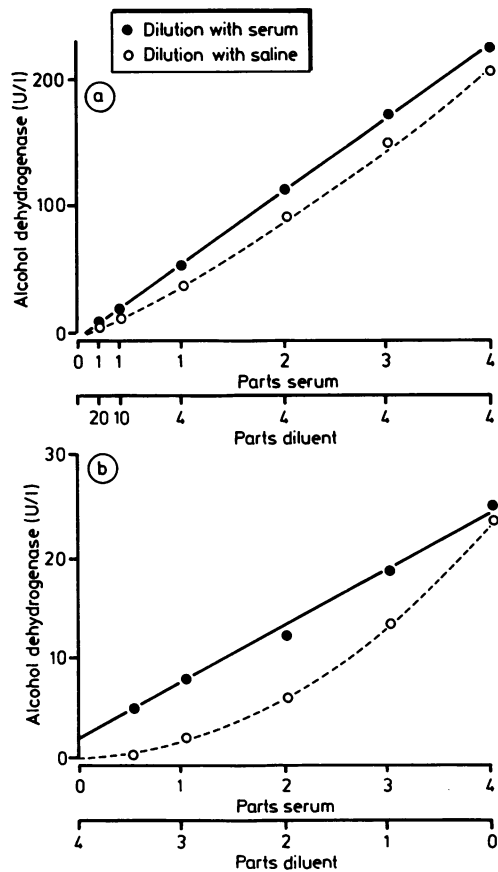 Dilution with serum
Dilution with saline
a
Alcohol dehydrogenase (U/l)
200
100
0
0 1 1 1 2 3 4
Parts serum
20 10 4 4 4 4
Parts diluent
b
Alcohol dehydrogenase (U/l)
30
20
10
0
0 1 2 3 4
Parts serum
4 3 2 1 0
Parts diluent